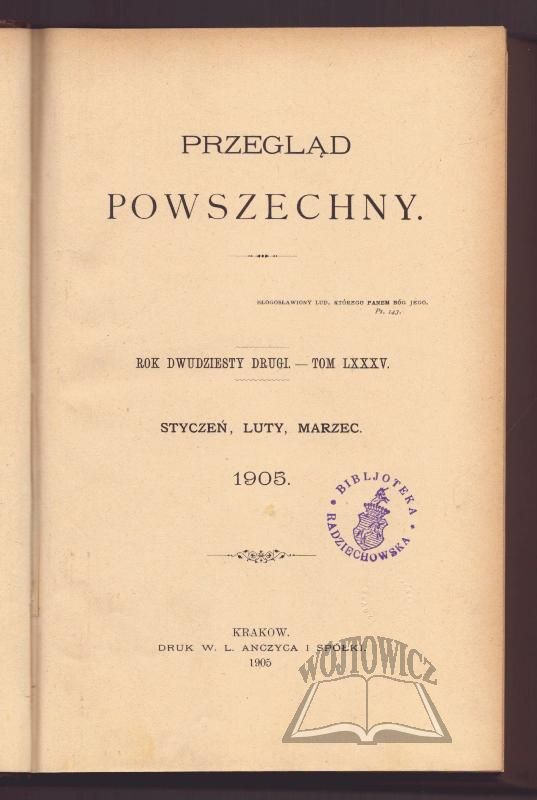 PRZEGLĄD
POWSZECHNY.
BŁOGOSŁAWIONY LUD, KTÓREGO PANEM BÓG JEGO.
Ps. 143.
ROK DWUDZIESTY DRUGI. — TOM LXXXV.
STYCZEŃ, LUTY, MARZEC.
1905.
BIBLJOTEKA
RADZIECHOWSKA
KRAKÓW.
DRUK W. L. ANCZYCA I SPÓŁKI.
1905
WÓJTOWICZ